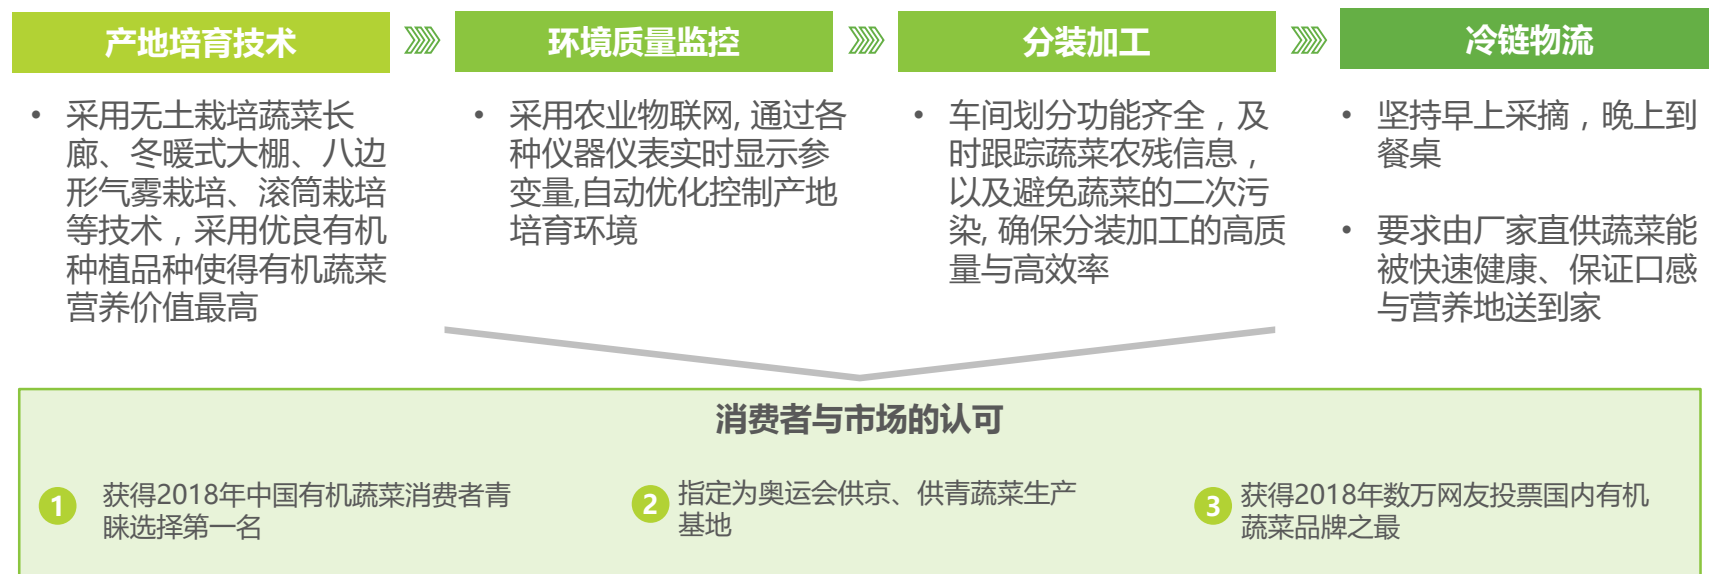 产地培育技术
环境质量监控
分装加工
冷链物流
• 采用无土栽培蔬菜长
廊、冬暖式大棚、八边
形气雾栽培、滚筒栽培
等技术，采用优良有机
种植品种使得有机蔬菜
营养价值最高
• 采用农业物联网, 通过各
种仪器仪表实时显示参
变量,自动优化控制产地
培育环境
• 车间划分功能齐全，及
时跟踪蔬菜农残信息，
以及避免蔬菜的二次污
染, 确保分装加工的高质
量与高效率
• 坚持早上采摘，晚上到
餐桌
• 要求由厂家直供蔬菜能
被快速健康、保证口感
与营养地送到家
消费者与市场的认可
1 获得2018年中国有机蔬菜消费者青
睐选择第一名
2 指定为奥运会供京、供青蔬菜生产
基地
3 获得2018年数万网友投票国内有机
蔬菜品牌之最